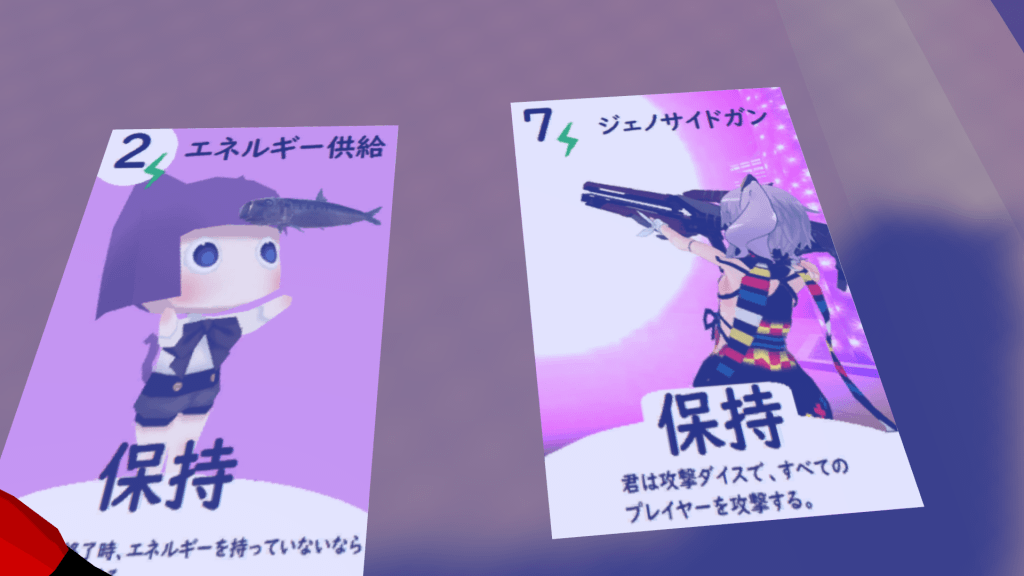 2
エネルギー供給
保持
了時、エネルギーを持っていないなら
7
ジェノサイドガン
保持
君は攻撃ダイスで、すべての
プレイヤーを攻撃する。